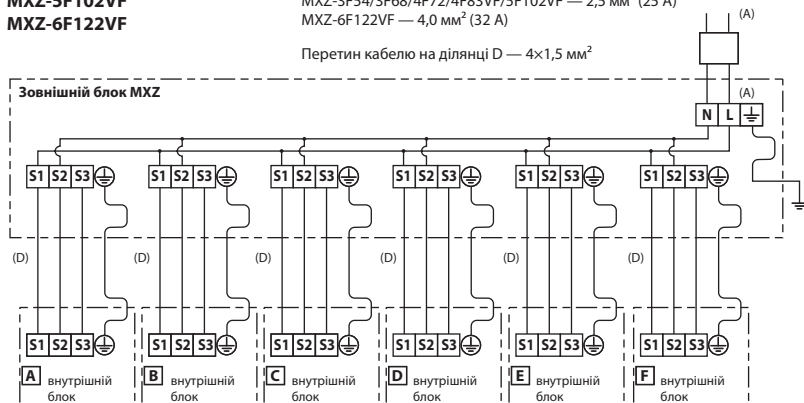 MXZ-5F102VF
MXZ-6F122VF
MXZ-3F54/3F68/4F72/4F83VF/5F102VF — 2,5 мм² (25 А)
MXZ-6F122VF — 4,0 мм² (32 А)
Перетин кабелю на ділянці D — 4×1,5 мм²
(A)
Зовнішній блок MXZ
(A)
N L
S1 S2 S3 S1 S2 S3 S1 S2 S3 S1 S2 S3 S1 S2 S3 S1 S2 S3
(D) (D) (D) (D) (D) (D)
S1 S2 S3 S1 S2 S3 S1 S2 S3 S1 S2 S3 S1 S2 S3 S1 S2 S3
A внутрішній блок
B внутрішній блок
C внутрішній блок
D внутрішній блок
E внутрішній блок
F внутрішній блок